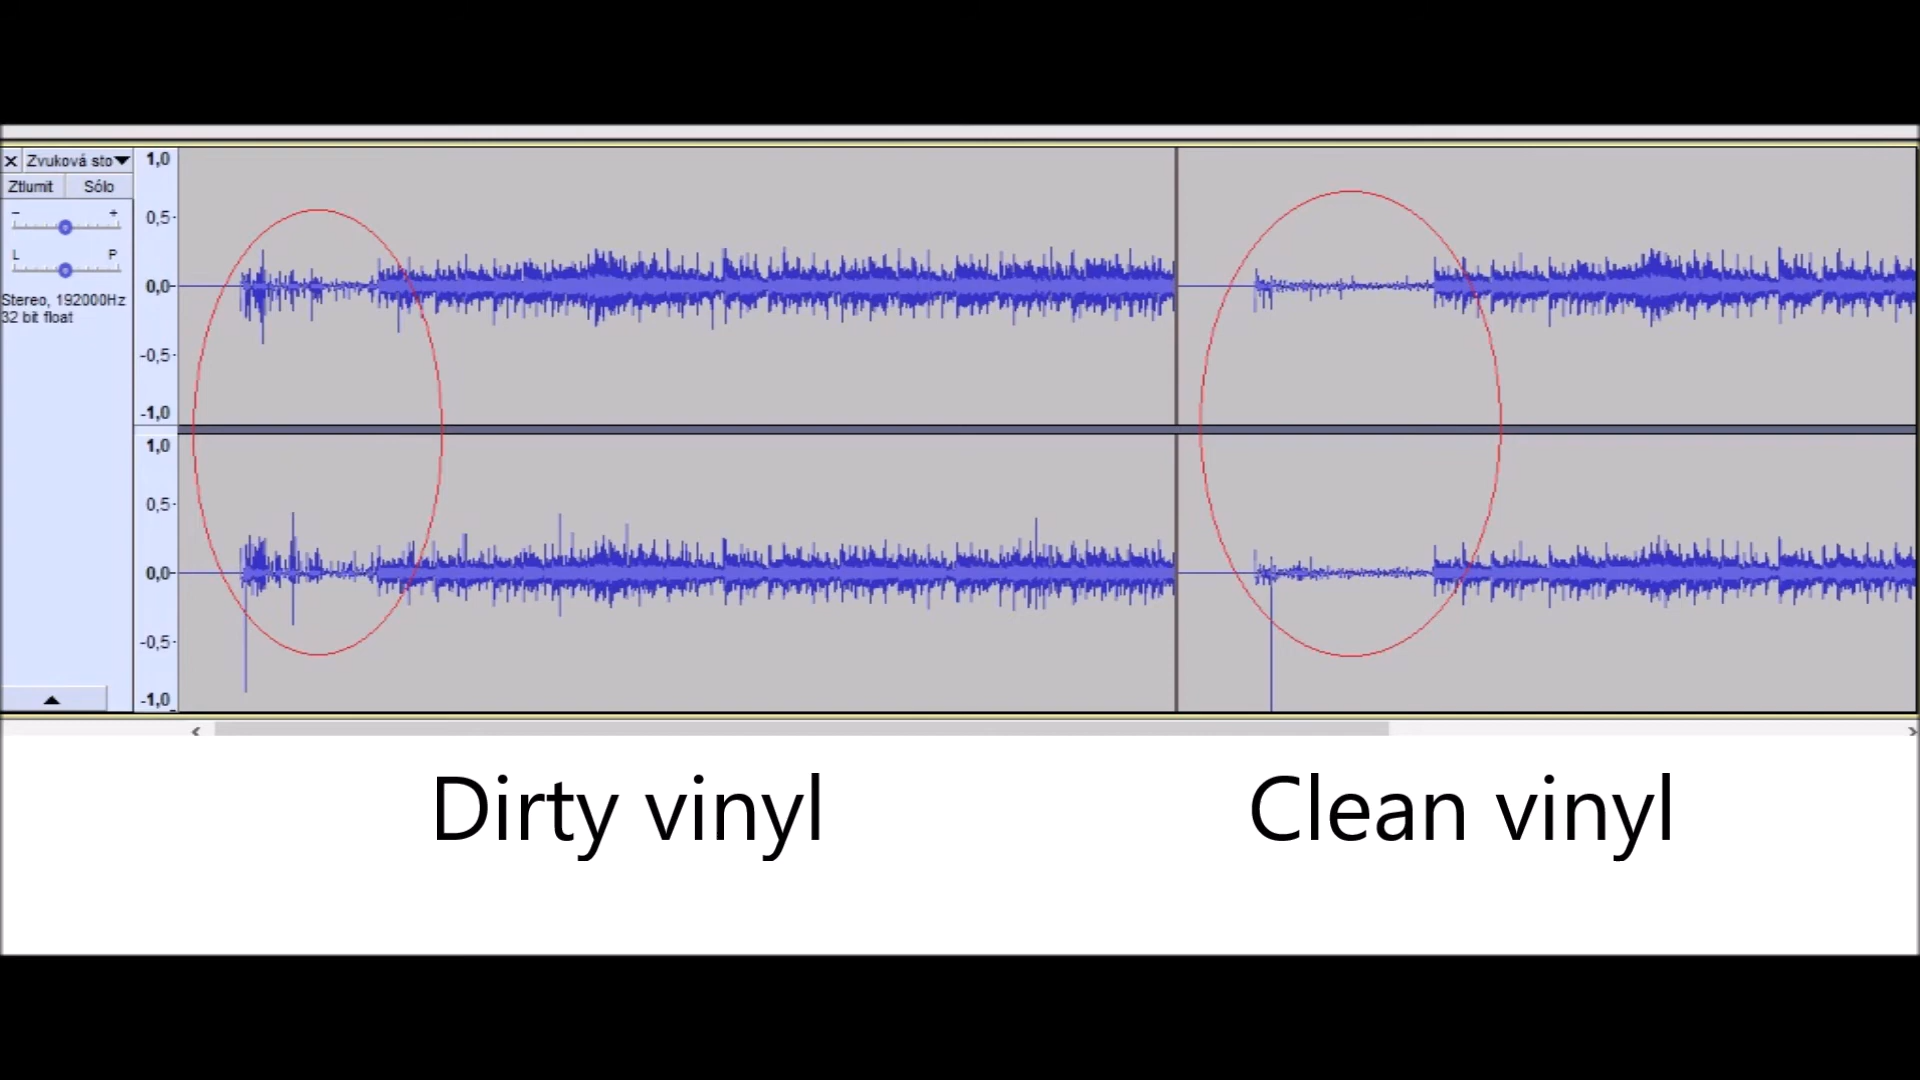 X Zvuková sto
Ztlumit Sólo
- +
L P
Stereo, 192000Hz
32 bit float
1,0
0,5
0,0
-0,5
-1,0
1,0
0,5
0,0
-0,5
-1,0
Dirty vinyl Clean vinyl